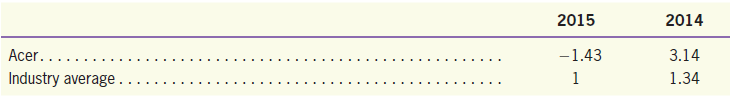 2015 2014
Acer. . . . . . . . . . . . . . . . . . . . . . . . . . . . . . . . . . . . . . . . . . . . . . . . . . . . . . . . . . −1.43 3.14
Industry average . . . . . . . . . . . . . . . . . . . . . . . . . . . . . . . . . . . . . . . . . . . . . . . . 1 1.34